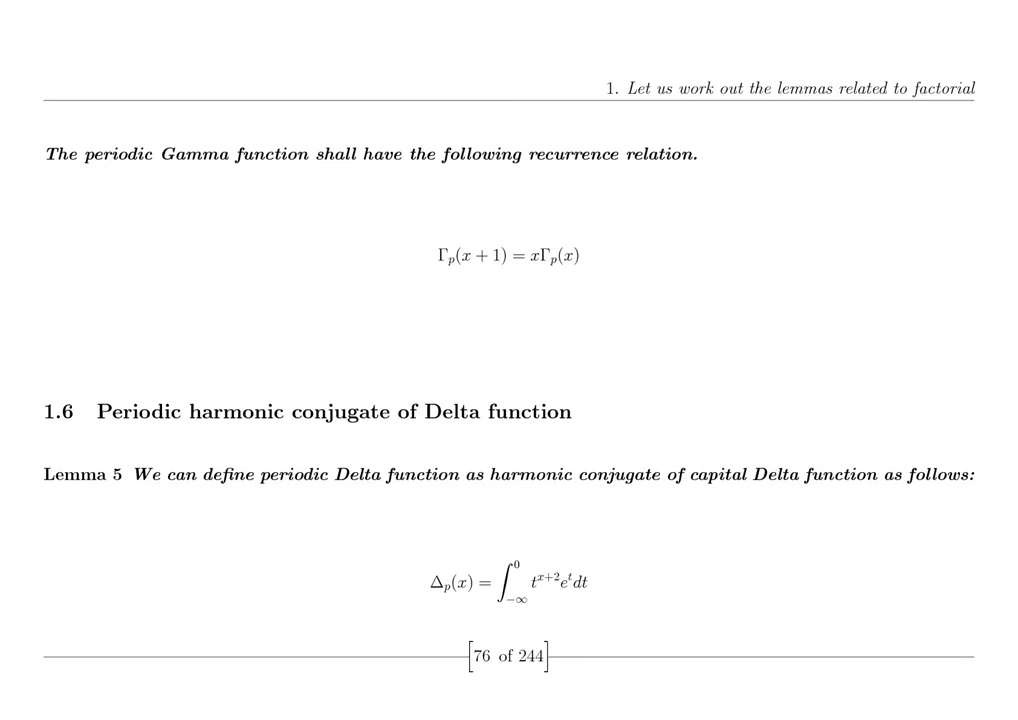 1. Let us work out the lemmas related to factorial
The periodic Gamma function shall have the following recurrence relation.
Γₚ(x + 1) = xΓₚ(x)
1.6 Periodic harmonic conjugate of Delta function
Lemma 5 We can define periodic Delta function as harmonic conjugate of capital Delta function as follows:
Δₚ(x) = ∫_{-∞}^{0} t^{x+2}e^{t}dt
[76 of 244]